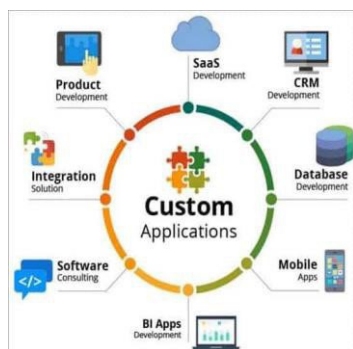 SaaS
Development
Product
Development
CRM
Development
Integration
Solution
Database
Development
Custom
Applications
Software
Consulting
</>
Mobile
Apps
BI Apps
Development